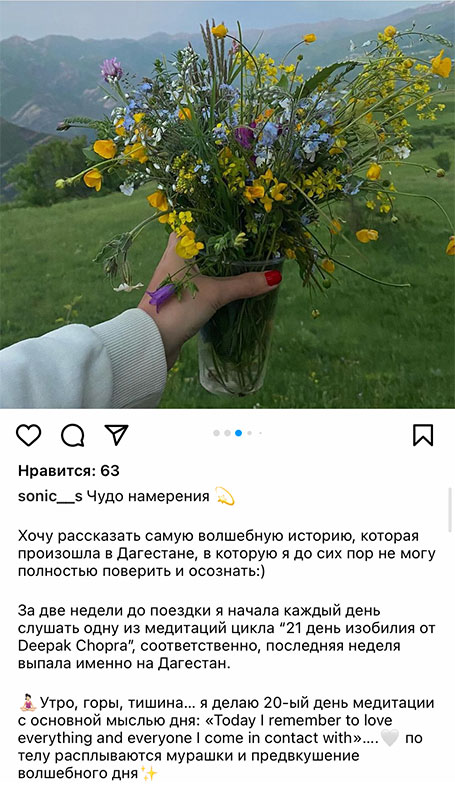 Нравится: 63
sonic__s Чудо намерения 💫
Хочу рассказать самую волшебную историю, которая
произошла в Дагестане, в которую я до сих пор не могу
полностью поверить и осознать:)
За две недели до поездки я начала каждый день
слушать одну из медитаций цикла “21 день изобилия от
Deepak Chopra”, соответственно, последняя неделя
выпала именно на Дагестан.
🧘🏻‍♀️Утро, горы, тишина... я делаю 20-ый день медитации
с основной мыслью дня: «Today I remember to love
everything and everyone I come in contact with»....🤍 по
телу расплываются мурашки и предвкушение
волшебного дня✨